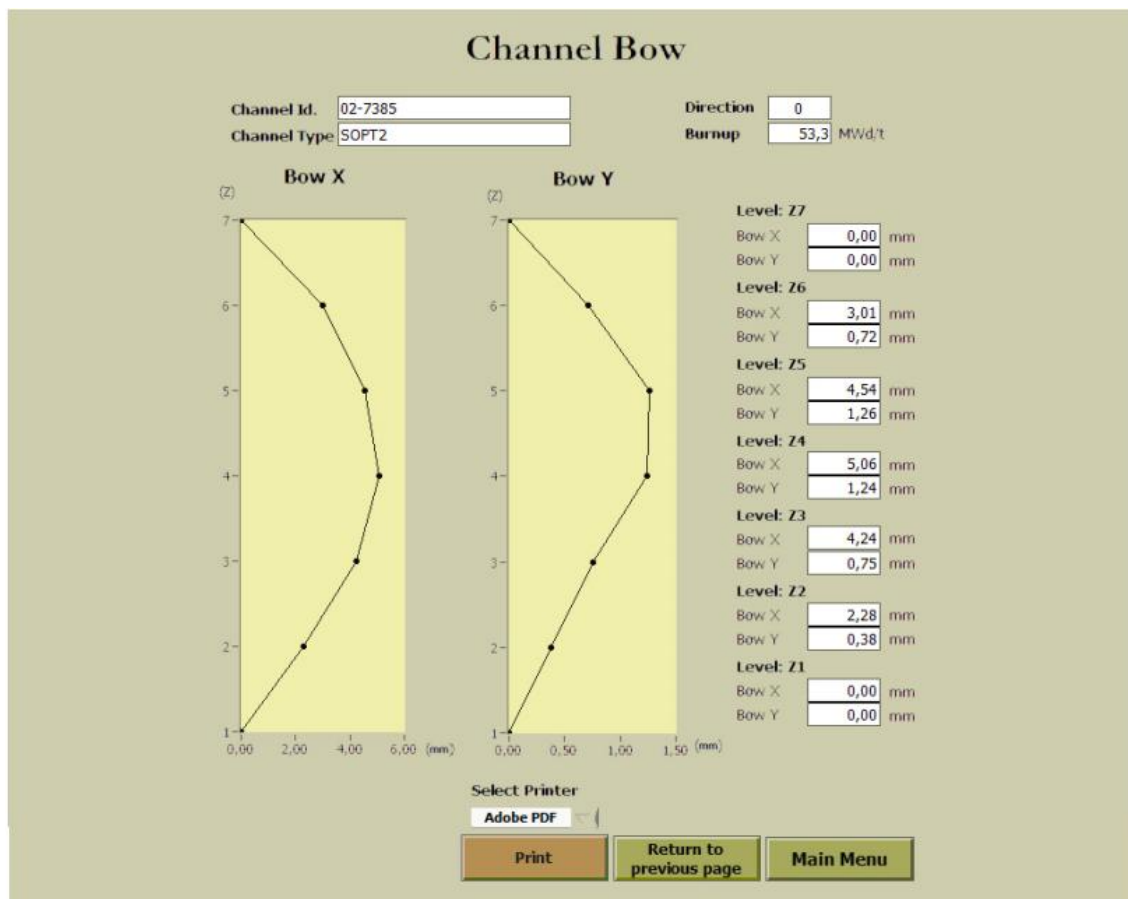 Channel Bow
Channel Id. 02-7385
Channel Type SOPT2
Direction 0
Burnup 53,3 MWd/t
Bow X
(Z)
7
6
5
4
3
2
1
0,00 2,00 4,00 6,00 (mm)
Bow Y
(Z)
7
6
5
4
3
2
1
0,00 0,50 1,00 1,50 (mm)
Level: Z7
Bow X 0,00 mm
Bow Y 0,00 mm
Level: Z6
Bow X 3,01 mm
Bow Y 0,72 mm
Level: Z5
Bow X 4,54 mm
Bow Y 1,26 mm
Level: Z4
Bow X 5,06 mm
Bow Y 1,24 mm
Level: Z3
Bow X 4,24 mm
Bow Y 0,75 mm
Level: Z2
Bow X 2,28 mm
Bow Y 0,38 mm
Level: Z1
Bow X 0,00 mm
Bow Y 0,00 mm
Select Printer
Adobe PDF
Print
Return to
previous page
Main Menu